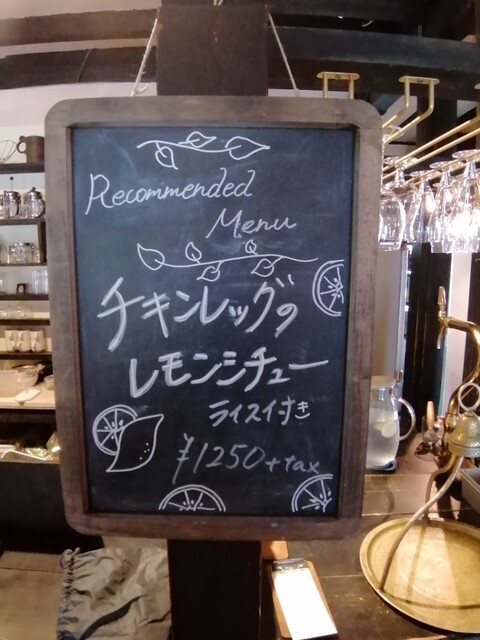 Recommended
Menu
チキンレッグの
レモンシチュー
ライス付き
¥1250+tax